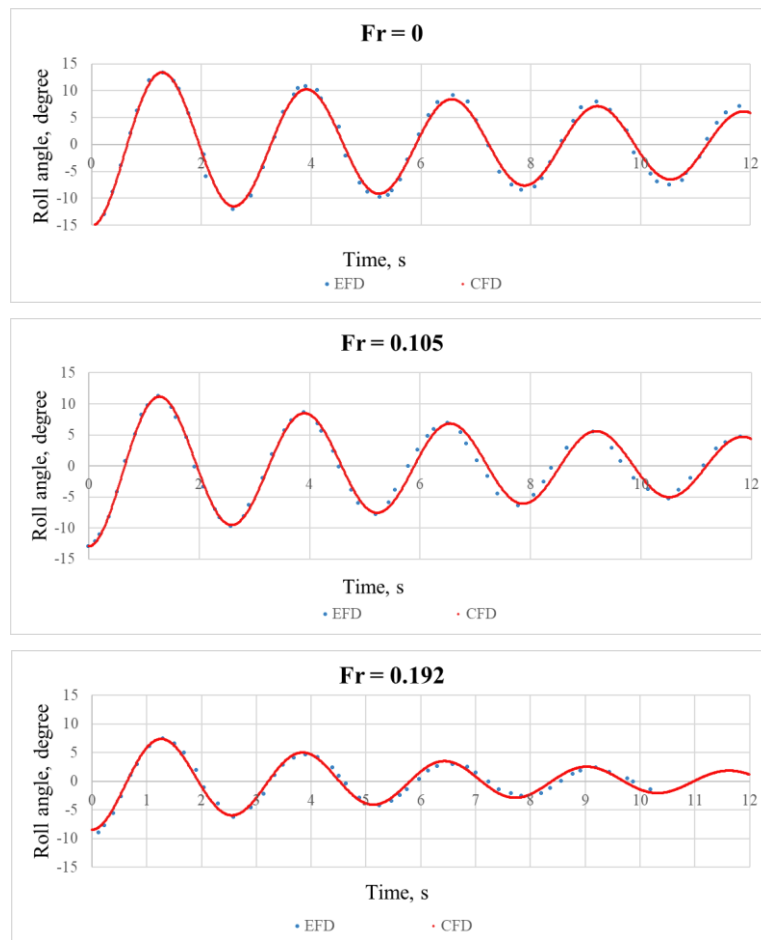 Fr = 0
Roll angle, degree
15
10
5
0
-5
-10
-15
0 2 4 6 8 10 12
Time, s
EFD CFD
Fr = 0.105
Roll angle, degree
15
10
5
0
-5
-10
-15
0 2 4 6 8 10 12
Time, s
EFD CFD
Fr = 0.192
Roll angle, degree
15
10
5
0
-5
-10
-15
0 1 2 3 4 5 6 7 8 9 10 11 12
Time, s
EFD CFD